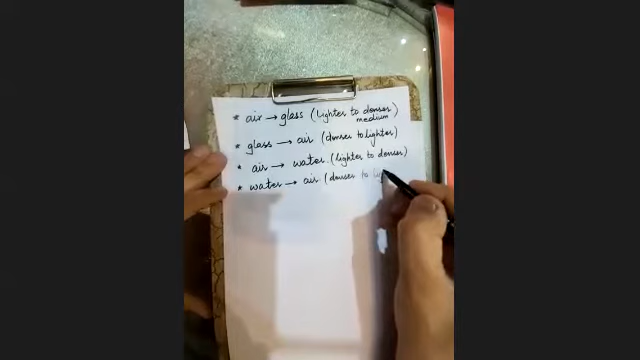 * air → glass (lighter to denser
medium)
* glass → air (denser to lighter)
* air → water (lighter to denser)
* water → air (denser to